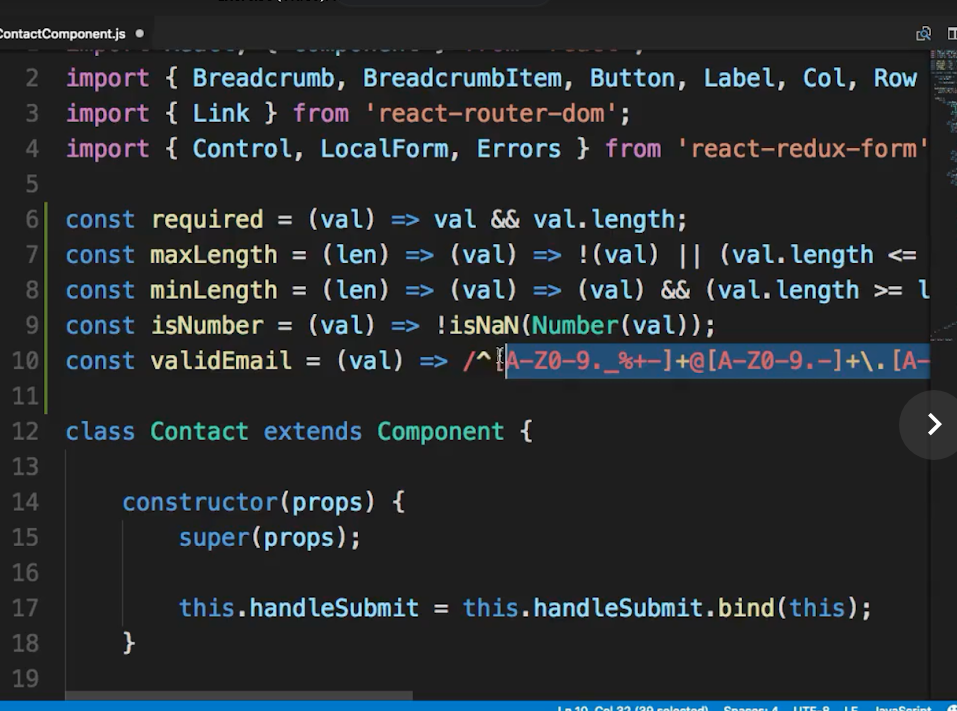 ContactComponent.js
2 import { Breadcrumb, BreadcrumbItem, Button, Label, Col, Row
3 import { Link } from 'react-router-dom';
4 import { Control, LocalForm, Errors } from 'react-redux-form'
5
6 const required = (val) => val && val.length;
7 const maxLength = (len) => (val) => !(val) || (val.length <=
8 const minLength = (len) => (val) => (val) && (val.length >= l
9 const isNumber = (val) => !isNaN(Number(val));
10 const validEmail = (val) => /^[A-Z0-9._%+-]+@[A-Z0-9.-]+\.[A-
11
12 class Contact extends Component {
13
14 constructor(props) {
15 super(props);
16
17 this.handleSubmit = this.handleSubmit.bind(this);
18 }
19
Ln 10, Col 32 (39 selected) Spaces: 4 UTF-8 LF JavaScript